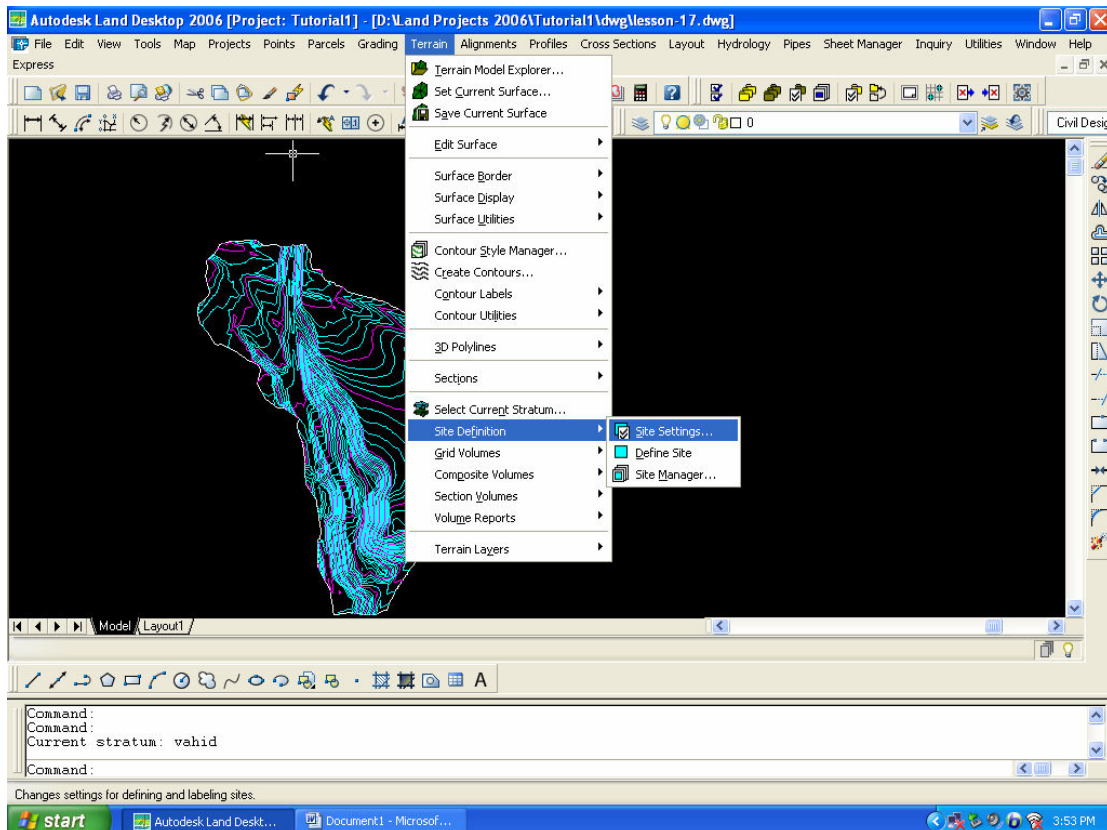 Autodesk Land Desktop 2006 [Project: Tutorial1] - [D:\Land Projects 2006\Tutorial1\dwg\lesson-17.dwg]
File Edit View Tools Map Projects Points Parcels Grading Terrain Alignments Profiles Cross Sections Layout Hydrology Pipes Sheet Manager Inquiry Utilities Window Help
Express
Terrain Model Explorer...
Set Current Surface...
Save Current Surface
Edit Surface
Surface Border
Surface Display
Surface Utilities
Contour Style Manager...
Create Contours...
Contour Labels
Contour Utilities
3D Polylines
Sections
Select Current Stratum...
Site Definition
Grid Volumes
Composite Volumes
Section Volumes
Volume Reports
Terrain Layers
Site Settings...
Define Site
Site Manager...
0
Civil Desig
Model Layout1
A
Command:
Command:
Current stratum: vahid
Command:
Changes settings for defining and labeling sites.
start Autodesk Land Deskt... Document1 - Microsof... 3:53 PM